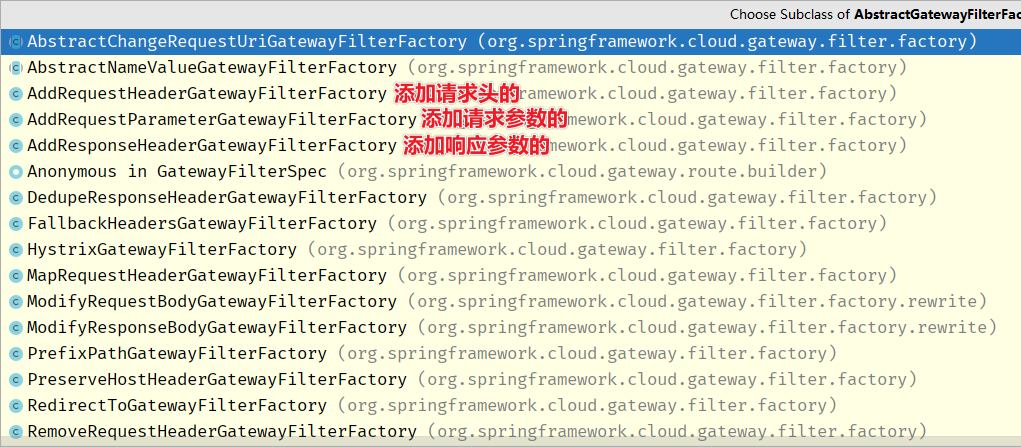 Choose Subclass of AbstractGatewayFilterFac
AbstractChangeRequestUriGatewayFilterFactory (org.springframework.cloud.gateway.filter.factory)
AbstractNameValueGatewayFilterFactory (org.springframework.cloud.gateway.filter.factory)
AddRequestHeaderGatewayFilterFactory 添加请求头的 framework.cloud.gateway.filter.factory)
AddRequestParameterGatewayFilterFactory 添加请求参数的 mework.cloud.gateway.filter.factory)
AddResponseHeaderGatewayFilterFactory 添加响应参数的 amework.cloud.gateway.filter.factory)
Anonymous in GatewayFilterSpec (org.springframework.cloud.gateway.route.builder)
DedupeResponseHeaderGatewayFilterFactory (org.springframework.cloud.gateway.filter.factory)
FallbackHeadersGatewayFilterFactory (org.springframework.cloud.gateway.filter.factory)
HystrixGatewayFilterFactory (org.springframework.cloud.gateway.filter.factory)
MapRequestHeaderGatewayFilterFactory (org.springframework.cloud.gateway.filter.factory)
ModifyRequestBodyGatewayFilterFactory (org.springframework.cloud.gateway.filter.factory.rewrite)
ModifyResponseBodyGatewayFilterFactory (org.springframework.cloud.gateway.filter.factory.rewrite)
PrefixPathGatewayFilterFactory (org.springframework.cloud.gateway.filter.factory)
PreserveHostHeaderGatewayFilterFactory (org.springframework.cloud.gateway.filter.factory)
RedirectToGatewayFilterFactory (org.springframework.cloud.gateway.filter.factory)
RemoveRequestHeaderGatewayFilterFactory (org.springframework.cloud.gateway.filter.factory)